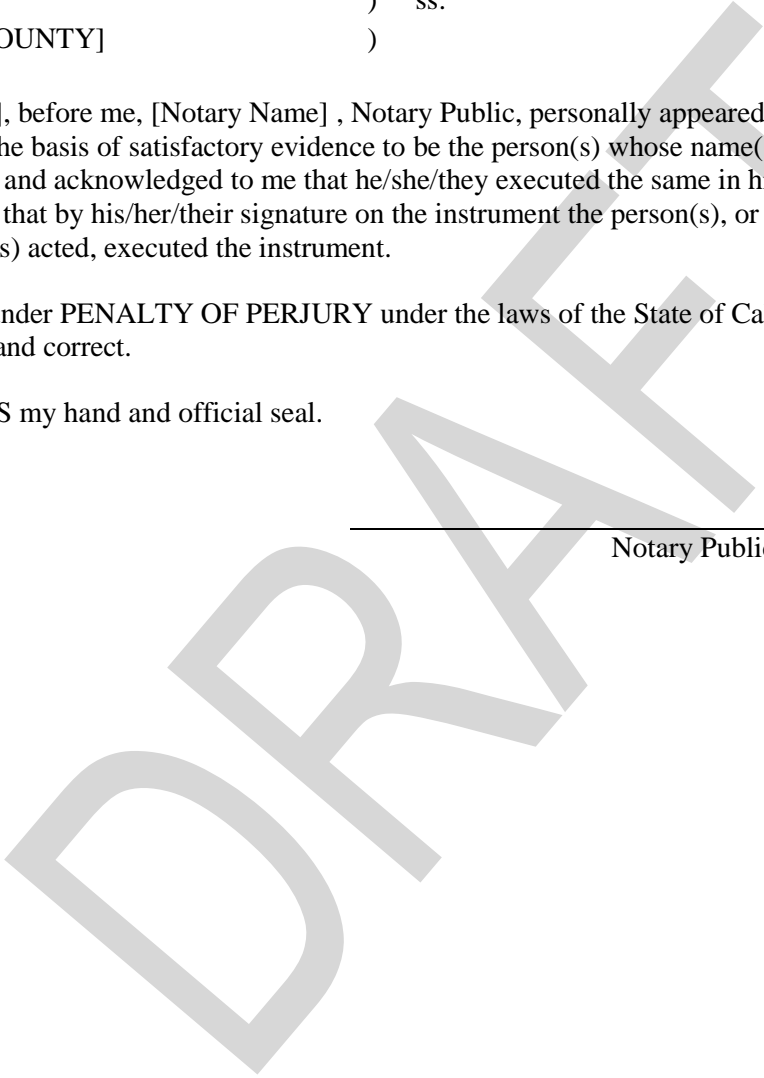 ) ss.
OUNTY] )
], before me, [Notary Name] , Notary Public, personally appeared
he basis of satisfactory evidence to be the person(s) whose name(
and acknowledged to me that he/she/they executed the same in hi
that by his/her/their signature on the instrument the person(s), or
s) acted, executed the instrument.
nder PENALTY OF PERJURY under the laws of the State of Ca
and correct.
S my hand and official seal.
Notary Public
DRAFT